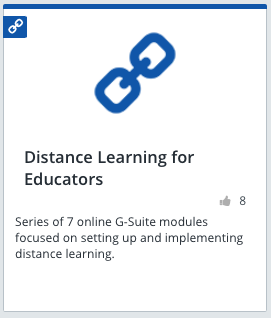 Distance Learning for
Educators
8
Series of 7 online G-Suite modules
focused on setting up and implementing
distance learning.